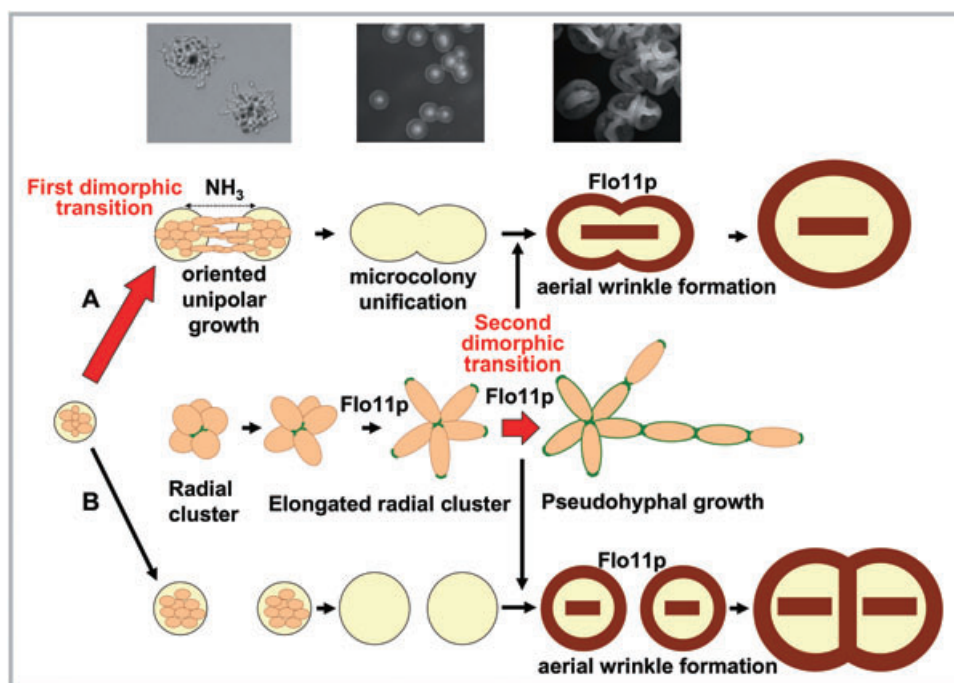 First dimorphic
transition
NH3
Flo11p
oriented
unipolar
growth
microcolony
unification
aerial wrinkle formation
A
Second
dimorphic
transition
Flo11p
Flo11p
B
Radial
cluster
Elongated radial cluster
Pseudohyphal growth
Flo11p
aerial wrinkle formation